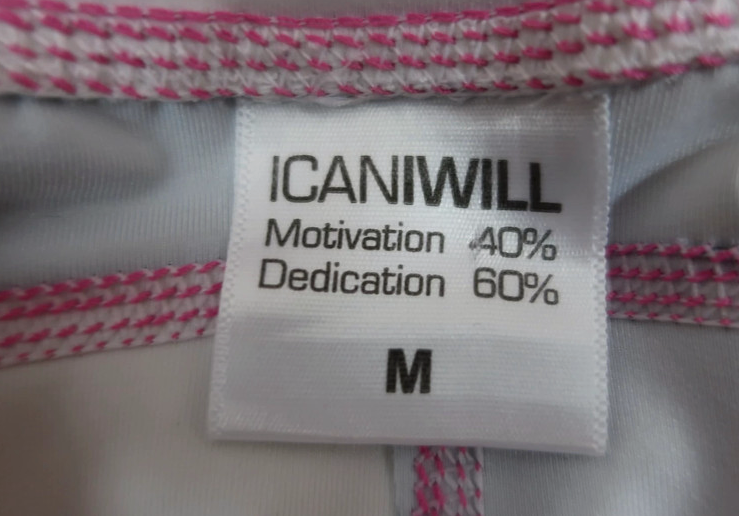 ICANIWILL
Motivation 40%
Dedication 60%
M